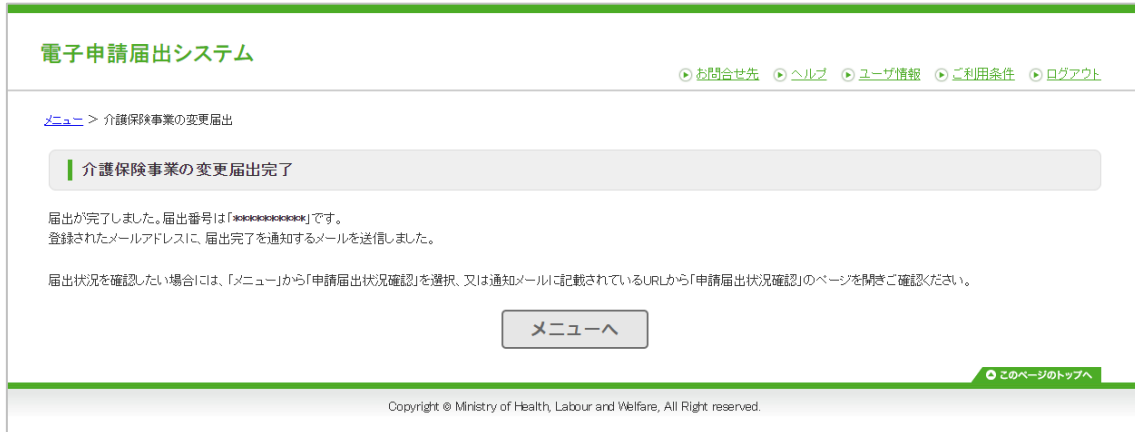 電子申請届出システム
お問合せ先 ヘルプ ユーザ情報 ご利用条件 ログアウト
メニュー > 介護保険事業の変更届出
介護保険事業の変更届出完了
届出が完了しました。届出番号は「***********」です。
登録されたメールアドレスに、届出完了を通知するメールを送信しました。
届出状況を確認したい場合には、「メニュー」から「申請届出状況確認」を選択、又は通知メールに記載されているURLから「申請届出状況確認」のページを開きご確認ください。
メニューへ
このページのトップへ
Copyright © Ministry of Health, Labour and Welfare, All Right reserved.